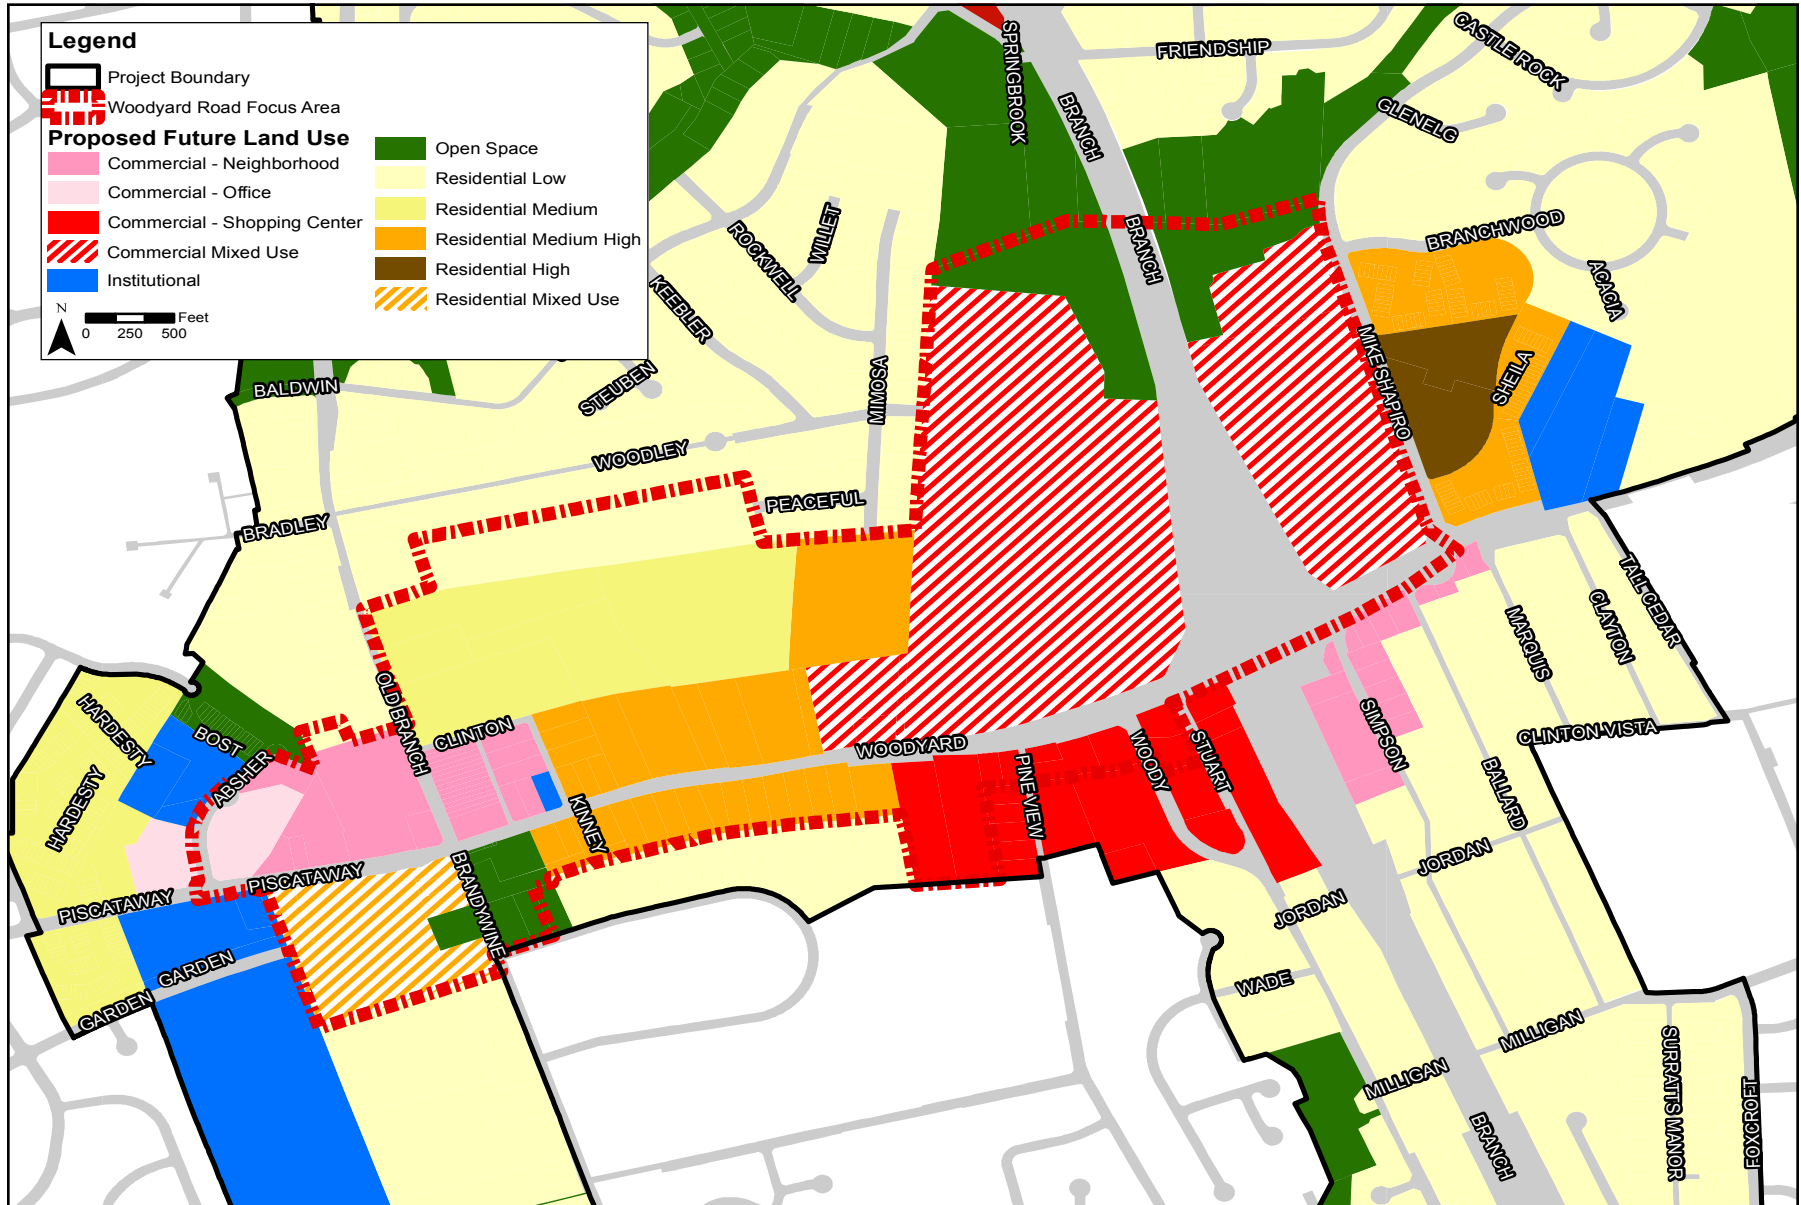 Legend
Project Boundary
Woodyard Road Focus Area
Proposed Future Land Use
Commercial - Neighborhood
Commercial - Office
Commercial - Shopping Center
Commercial Mixed Use
Institutional
Open Space
Residential Low
Residential Medium
Residential Medium High
Residential High
Residential Mixed Use
N
Feet
0 250 500
SPRINGBROOK
BRANCH
FRIENDSHIP
CASTLE ROCK
GLENELG
BRANCHWOOD
ACACIA
WILLET
ROCKWELL
KEEBLER
BRANCH
MIKE SHAPIRO
SHEILA
MIMOSA
STEUBEN
BALDWIN
WOODLEY
PEACEFUL
BRADLEY
TALL CEDAR
CLAYTON
MARQUIS
OLD BRANCH
CLINTON
HARDESTY
BOST
ABSHER
HARDESTY
WOODYARD
WOODY
STUART
SIMPSON
CLINTON VISTA
BALLARD
PINEVIEW
KINNEY
PISCATAWAY
PISCATAWAY
BRANDYWINE
JORDAN
JORDAN
GARDEN
GARDEN
WADE
MILLIGAN
MILLIGAN
SURRATTS MANOR
FOXCROFT
BRANCH